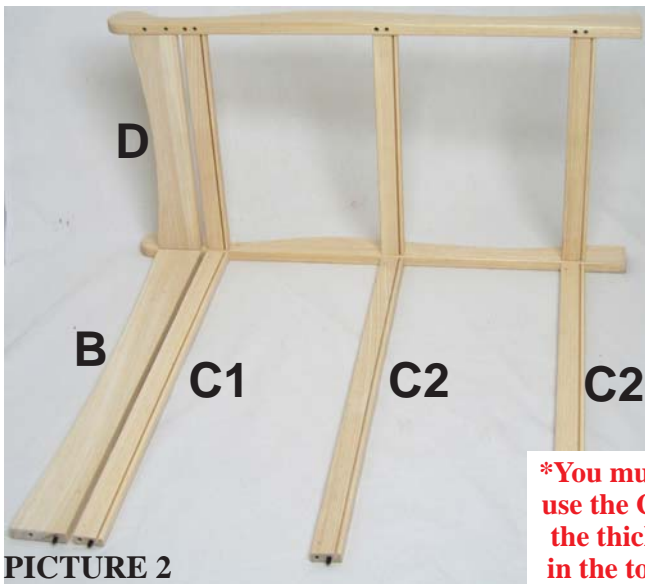 D
B
C1
C2
C2
*You mu
use the
the thic
in the to
PICTURE 2